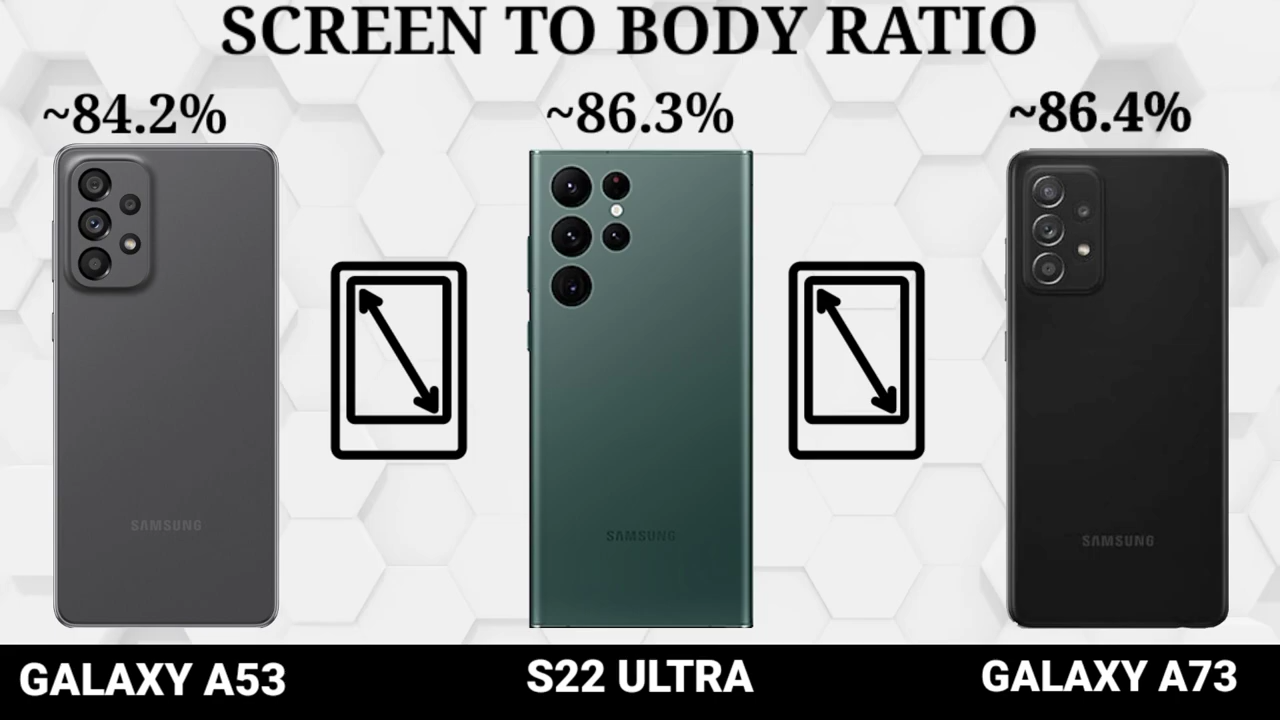 SCREEN TO BODY RATIO
~84.2%
~86.3%
~86.4%
SAMSUNG
SAMSUNG
SAMSUNG
GALAXY A53
S22 ULTRA
GALAXY A73